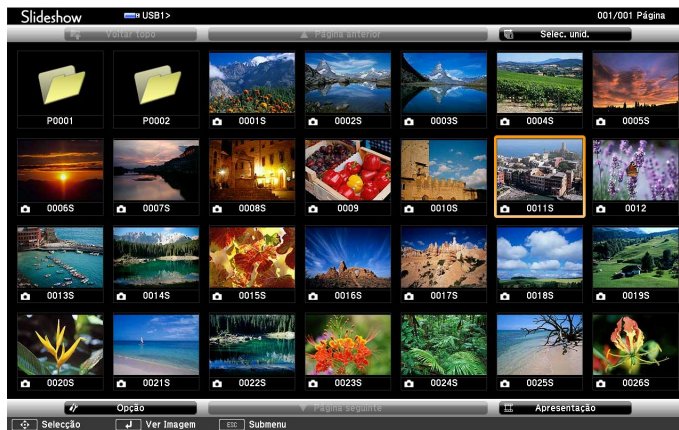 Slideshow USB1> 001/001 Página
Voltar topo Página anterior Selec. unid.
P0001 P0002 0001S 0002S 0003S 0004S 0005S
0006S 0007S 0008S 0009 0010S 0011S 0012
0013S 0014S 0015S 0016S 0017S 0018S 0019S
0020S 0021S 0022S 0023S 0024S 0025S 0026S
Opção Página seguinte Apresentação
Selecção Ver Imagem ESC Submenu